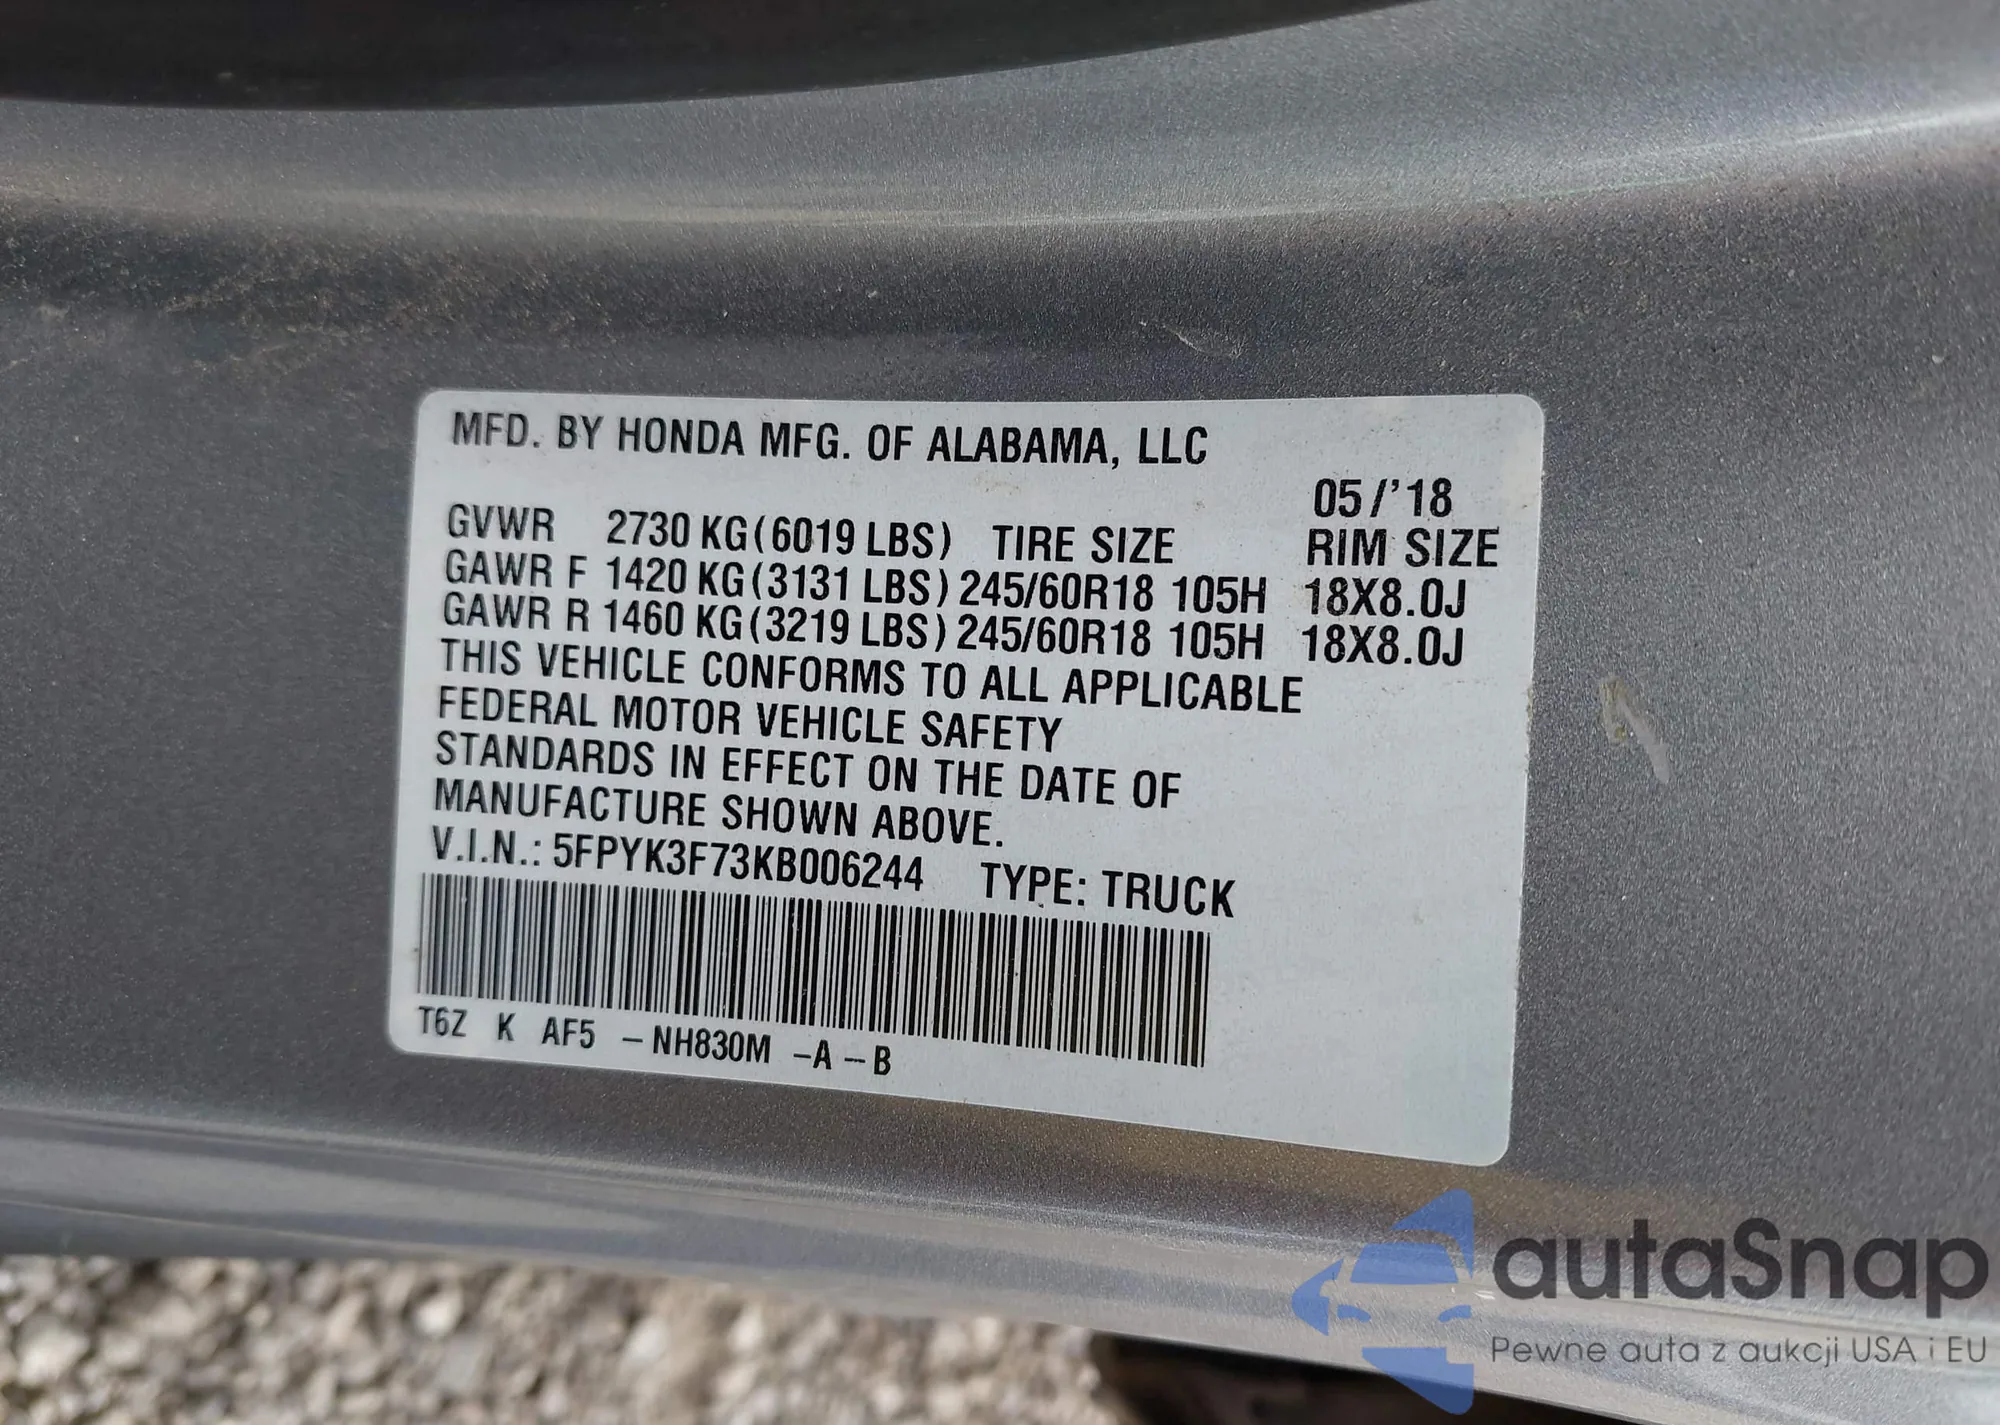 MFD. BY HONDA MFG. OF ALABAMA, LLC
05/'18
GVWR 2730 KG(6019 LBS) TIRE SIZE RIM SIZE
GAWR F 1420 KG(3131 LBS) 245/60R18 105H 18X8.0J
GAWR R 1460 KG(3219 LBS) 245/60R18 105H 18X8.0J
THIS VEHICLE CONFORMS TO ALL APPLICABLE
FEDERAL MOTOR VEHICLE SAFETY
STANDARDS IN EFFECT ON THE DATE OF
MANUFACTURE SHOWN ABOVE.
V.I.N.: 5FPYK3F73KB006244 TYPE: TRUCK
T6Z K AF5 -NH830M -A-B
autaSnap
Pewne auta z aukcji USA i EU